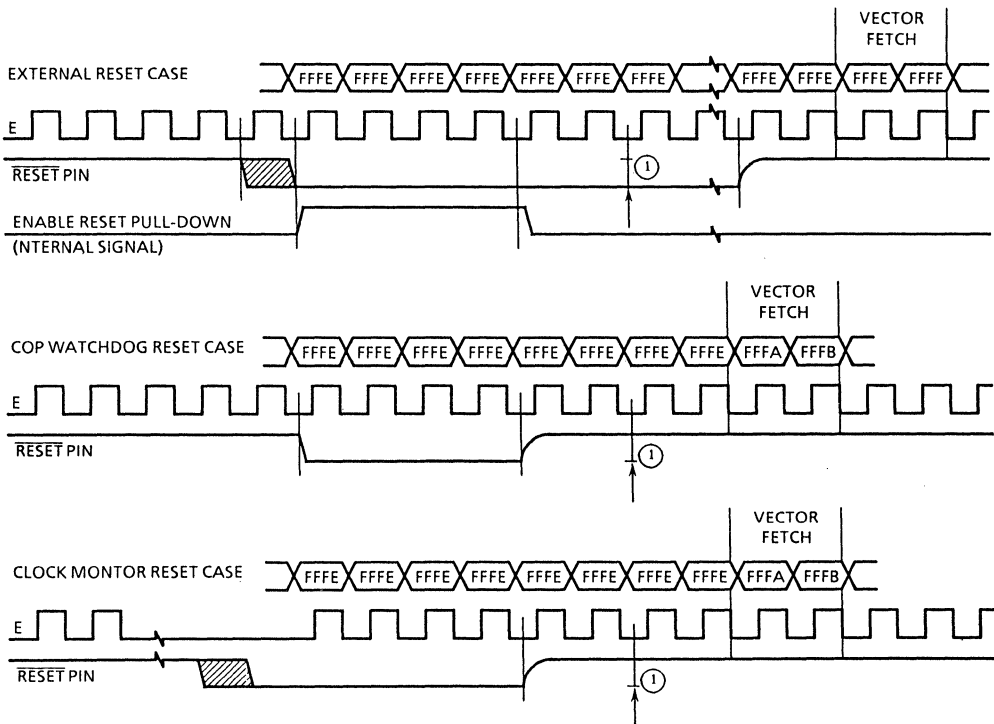 VECTOR
FETCH
EXTERNAL RESET CASE
FFFE FFFE FFFE FFFE FFFE FFFE FFFE FFFE FFFE FFFE FFFF
E
RESET PIN
1
ENABLE RESET PULL-DOWN
(NTERNAL SIGNAL)
VECTOR
FETCH
COP WATCHDOG RESET CASE
FFFE FFFE FFFE FFFE FFFE FFFE FFFE FFFE FFFA FFFB
E
RESET PIN
1
VECTOR
FETCH
CLOCK MONTOR RESET CASE
FFFE FFFE FFFE FFFE FFFE FFFE FFFE FFFE FFFA FFFB
E
RESET PIN
1